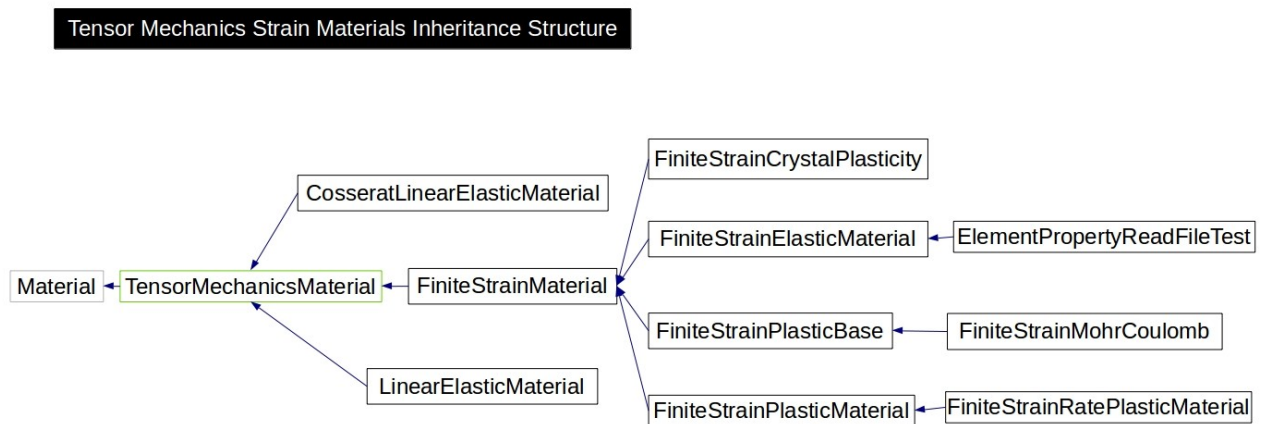 Tensor Mechanics Strain Materials Inheritance Structure
FiniteStrainCrystalPlasticity
CosseratLinearElasticMaterial
FiniteStrainElasticMaterial
ElementPropertyReadFileTest
Material
TensorMechanicsMaterial
FiniteStrainMaterial
FiniteStrainPlasticBase
FiniteStrainMohrCoulomb
LinearElasticMaterial
FiniteStrainPlasticMaterial
FiniteStrainRatePlasticMaterial